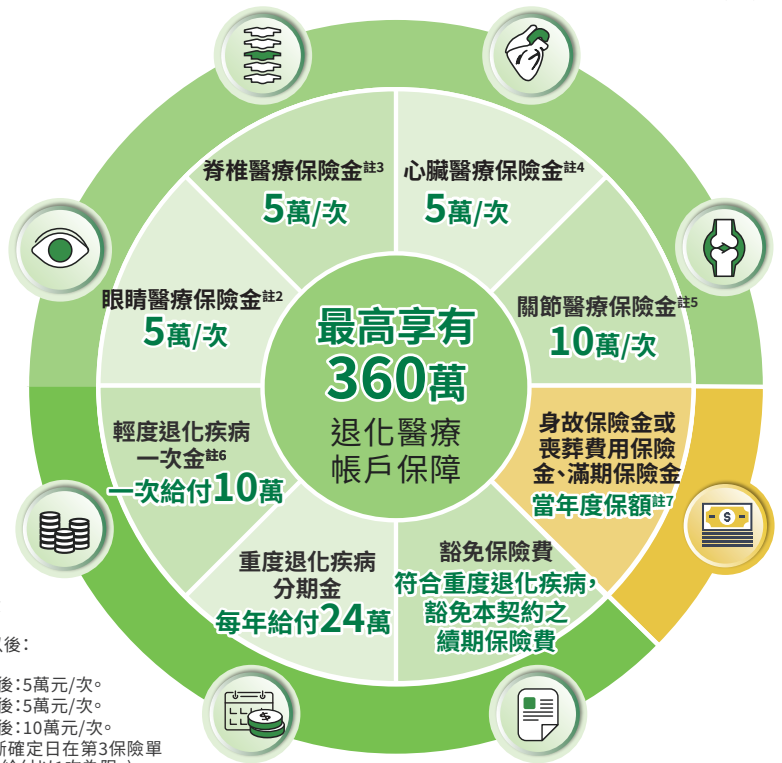 脊椎醫療保險金註3
5萬/次
心臟醫療保險金註4
5萬/次
眼睛醫療保險金註2
5萬/次
關節醫療保險金註5
10萬/次
最高享有
360萬
退化醫療
帳戶保障
輕度退化疾病
一次金註6
一次給付10萬
身故保險金或
喪葬費用保險
金、滿期保險金
當年度保額註7
重度退化疾病
分期金
每年給付24萬
豁免保險費
符合重度退化疾病,
豁免本契約之
續期保險費
後:
後:5萬元/次。
後:5萬元/次。
後:10萬元/次。
確定日在第3保險單